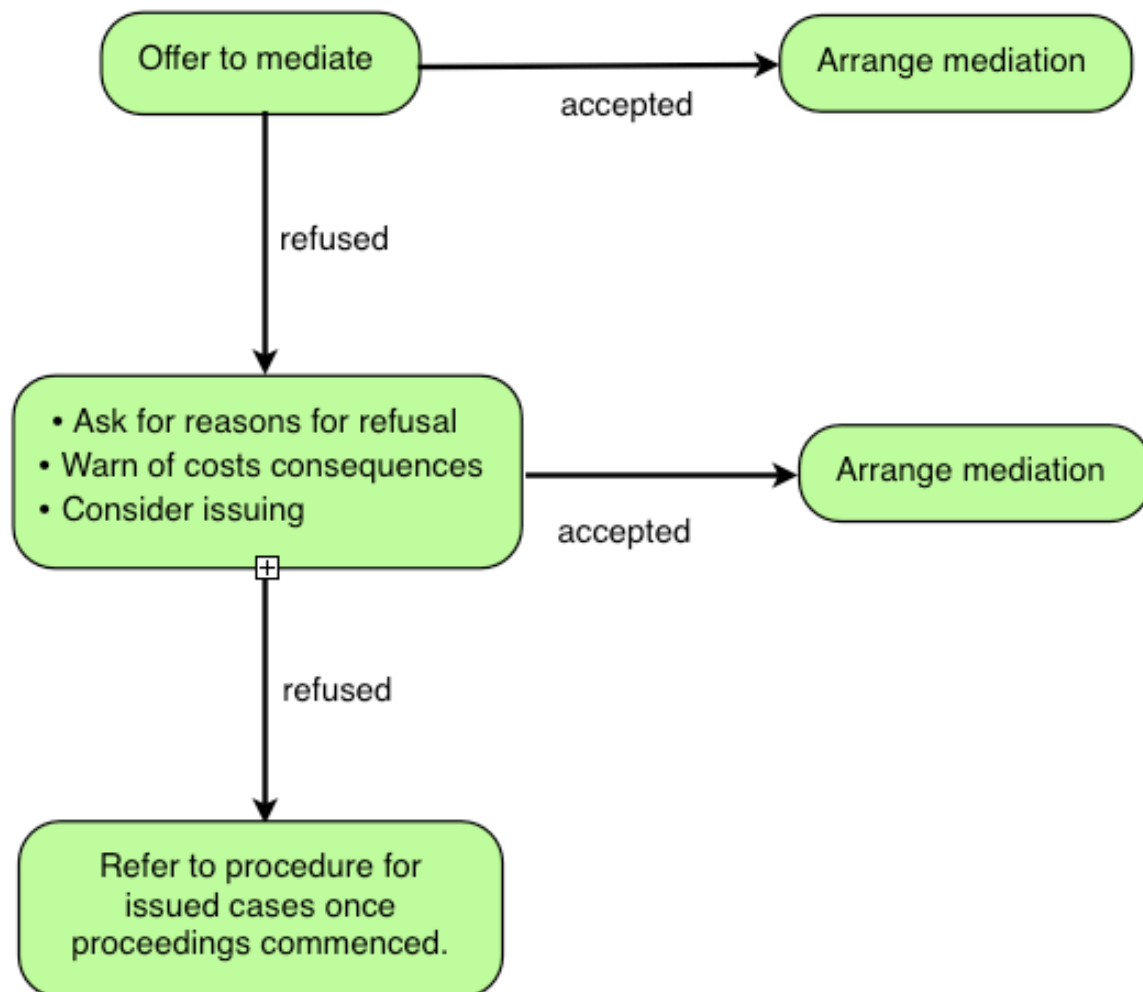 Offer to mediate
Arrange mediation
accepted
refused
• Ask for reasons for refusal
• Warn of costs consequences
• Consider issuing
Arrange mediation
accepted
refused
Refer to procedure for
issued cases once
proceedings commenced.